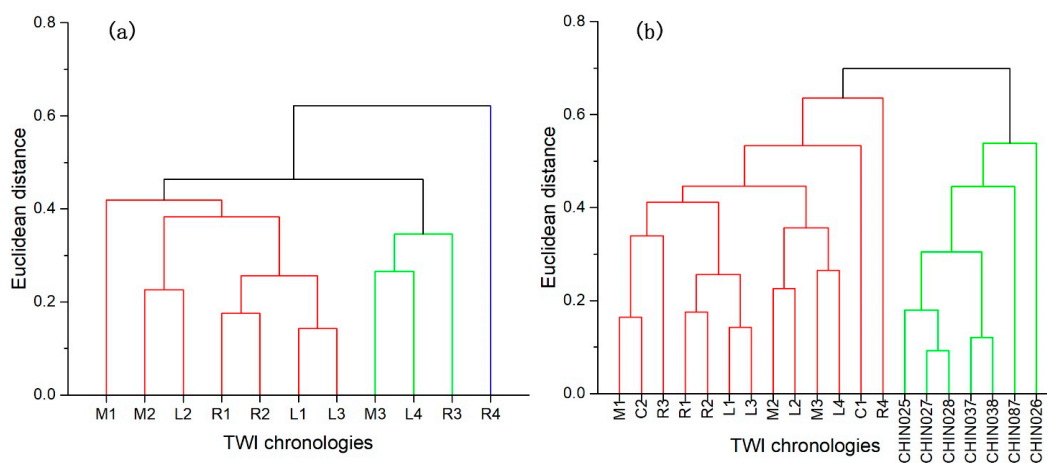 (a)
0.8
0.6
0.4
0.2
0.0
Euclidean distance
M1 M2 L2 R1 R2 L1 L3 M3 L4 R3 R4
TWI chronologies
(b)
0.8
0.6
0.4
0.2
0.0
Euclidean distance
M1 C2 R3 R1 R2 L1 L3 M2 L2 M3 L4 C1 R4 CHIN025 CHIN027 CHIN028 CHIN037 CHIN038 CHIN087 CHIN026
TWI chronologies